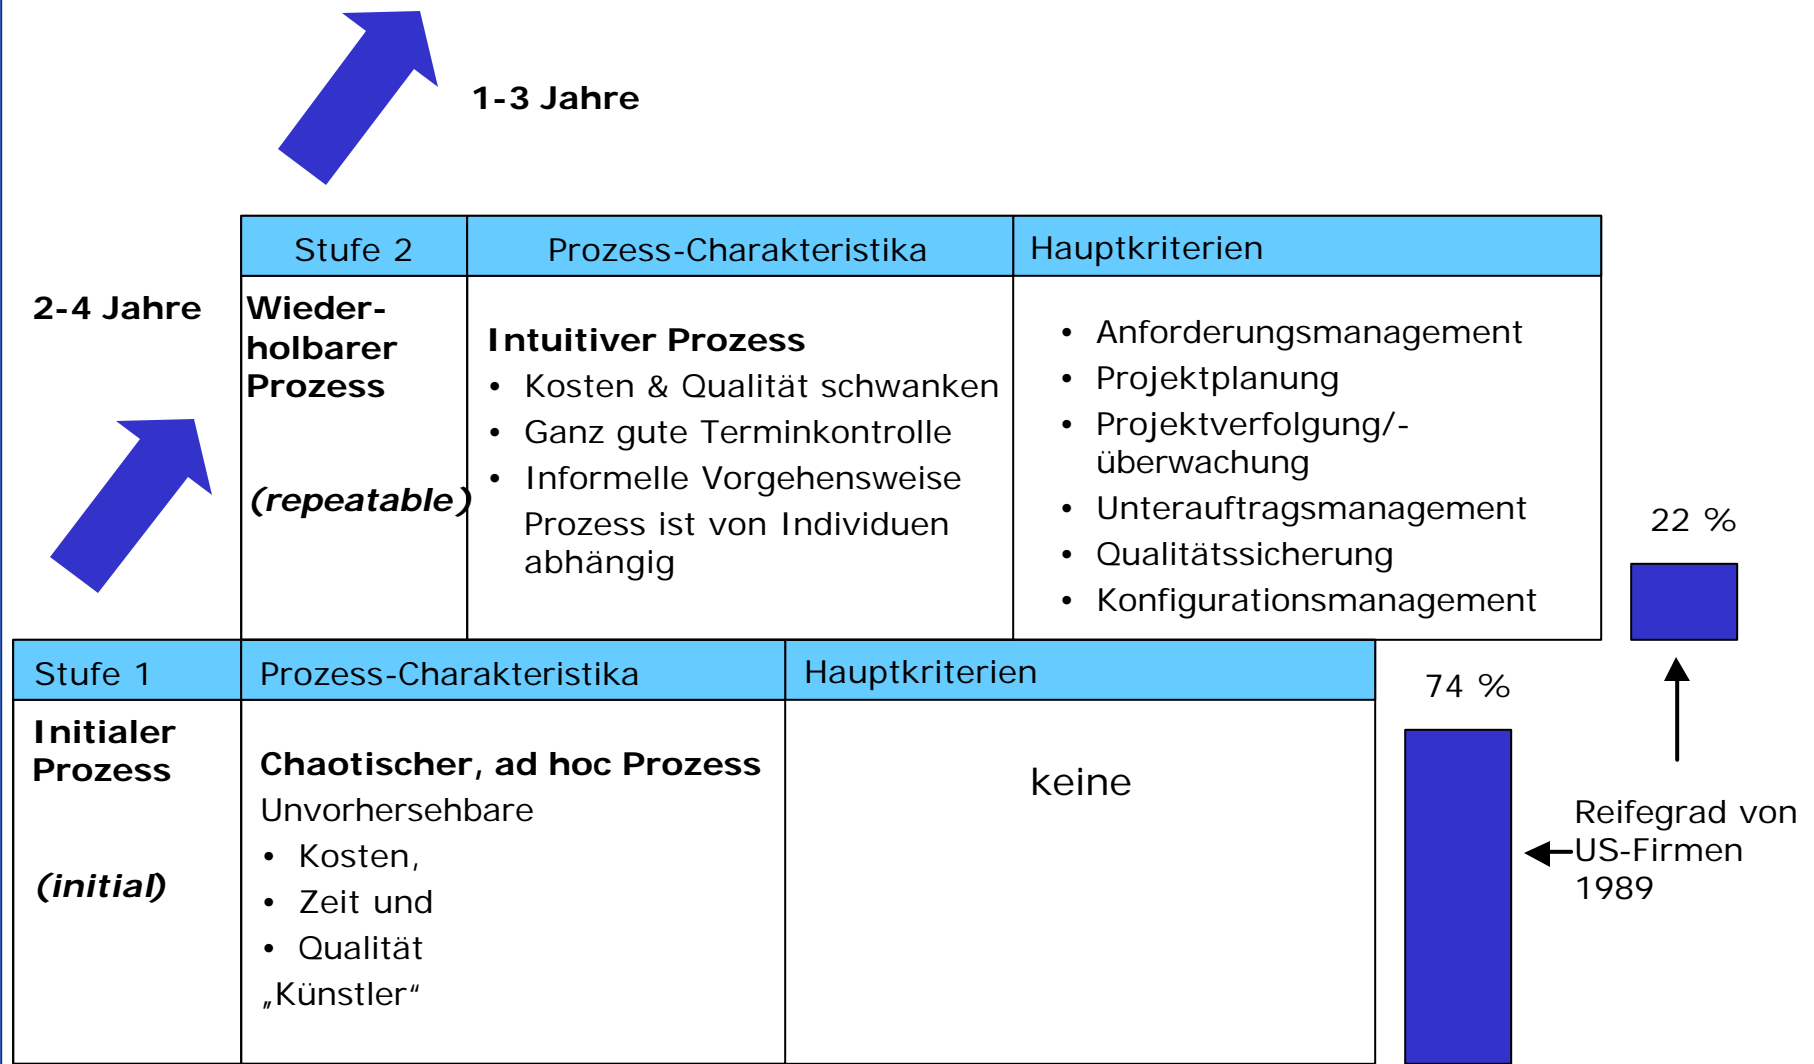 1-3 Jahre
2-4 Jahre
Stufe 2
Prozess-Charakteristika
Hauptkriterien
Wieder-
holbarer
Prozess
(repeatable)
Intuitiver Prozess
• Kosten & Qualität schwanken
• Ganz gute Terminkontrolle
• Informelle Vorgehensweise
Prozess ist von Individuen
abhängig
• Anforderungsmanagement
• Projektplanung
• Projektverfolgung/-
überwachung
• Unterauftragsmanagement
• Qualitätssicherung
• Konfigurationsmanagement
22 %
Stufe 1
Prozess-Charakteristika
Hauptkriterien
Initialer
Prozess
(initial)
Chaotischer, ad hoc Prozess
Unvorhersehbare
• Kosten,
• Zeit und
• Qualität
„Künstler“
keine
74 %
Reifegrad von
US-Firmen
1989